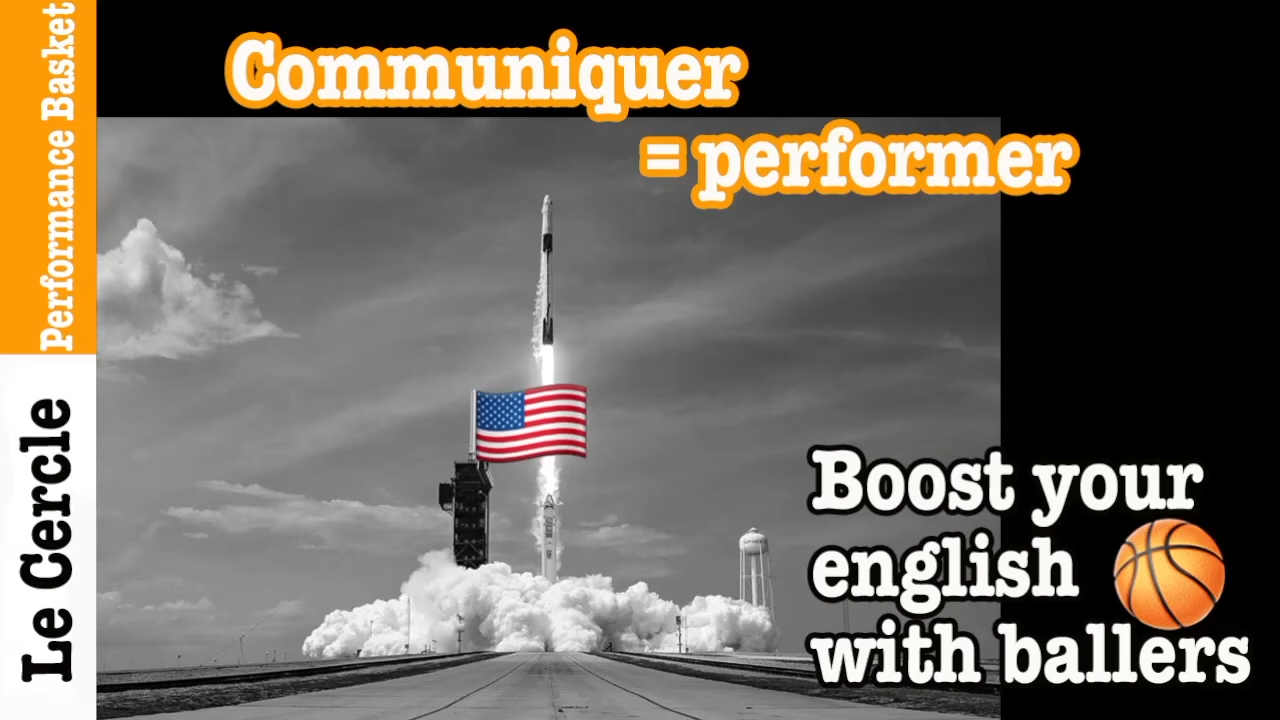 Performance Basket
Le Cercle
Communiquer
= performer
Boost your
english
with ballers